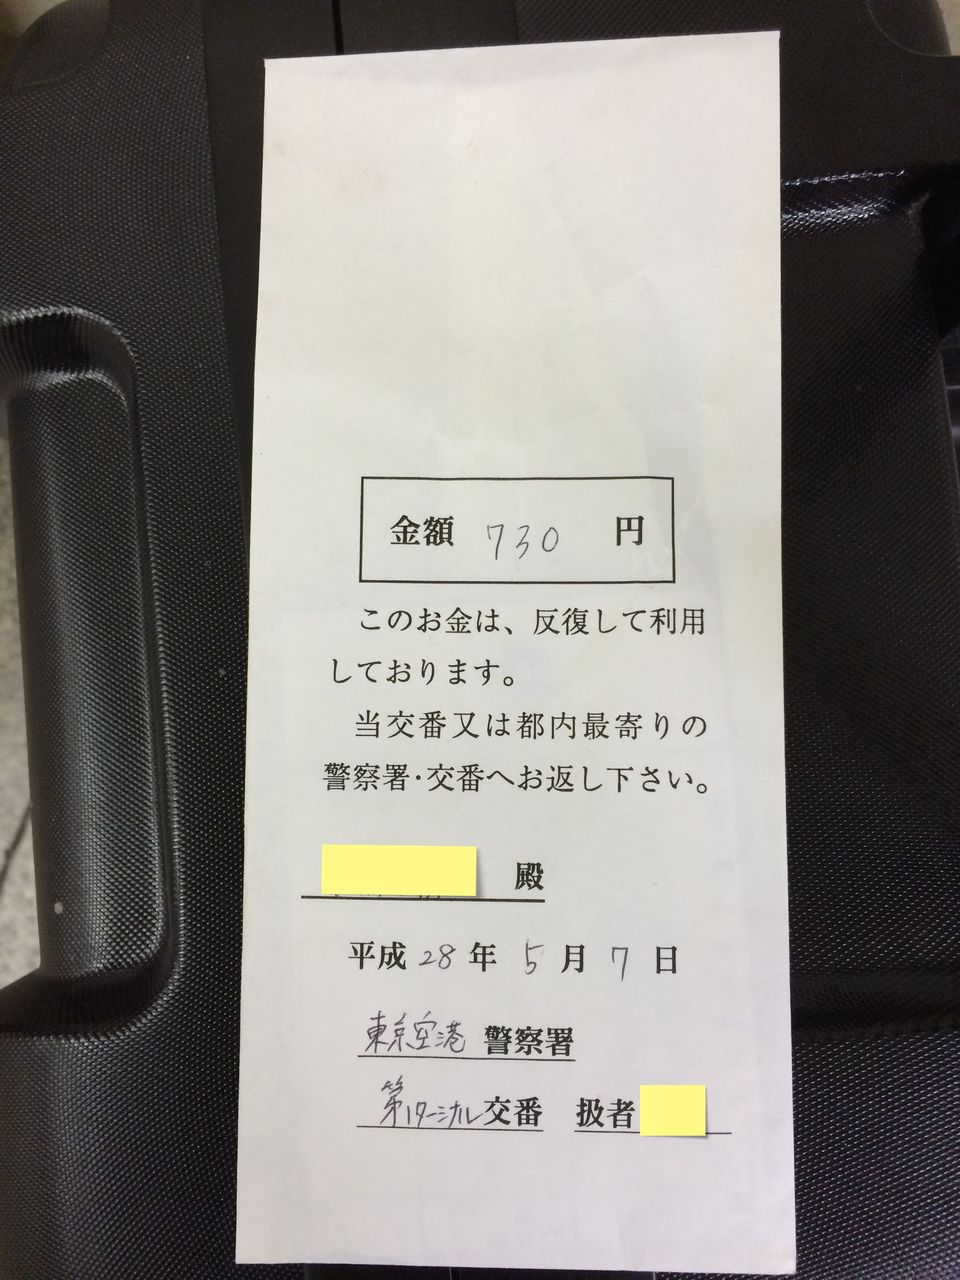 金額 730 円
このお金は、反復して利用
しております。
当交番又は都内最寄りの
警察署・交番へお返し下さい。
殿
平成 28 年 5 月 7 日
東京空港 警察署
第1ターミナル交番 扱者